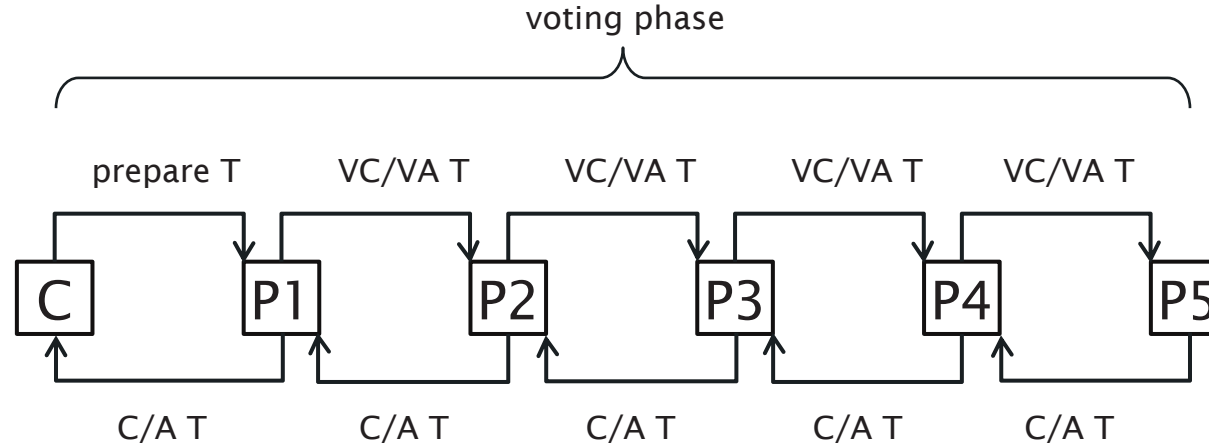 voting phase
prepare T VC/VA T VC/VA T VC/VA T VC/VA T
C P1 P2 P3 P4 P5
C/A T C/A T C/A T C/A T C/A T